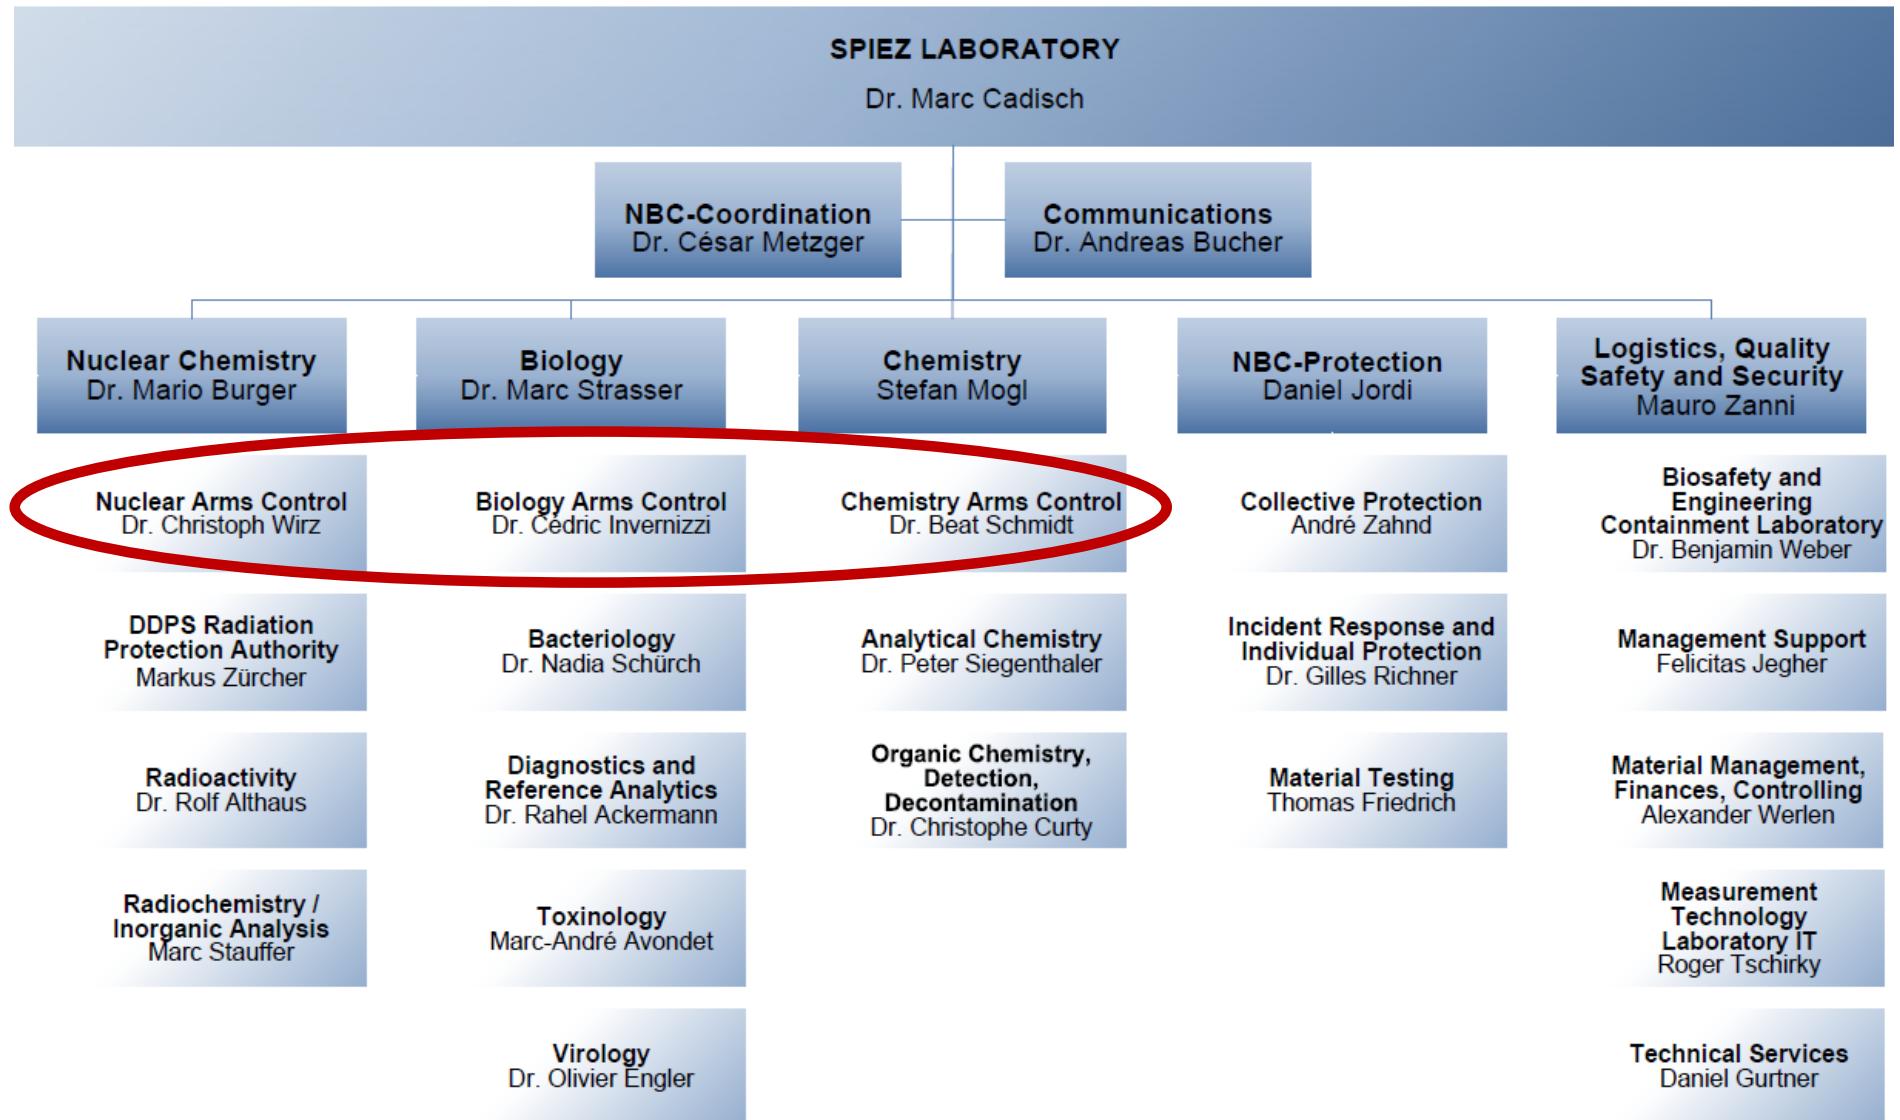 SPIEZ LABORATORY
Dr. Marc Cadisch
NBC-Coordination
Dr. César Metzger
Communications
Dr. Andreas Bucher
Nuclear Chemistry
Dr. Mario Burger
Biology
Dr. Marc Strasser
Chemistry
Stefan Mogl
NBC-Protection
Daniel Jordi
Logistics, Quality
Safety and Security
Mauro Zanni
Nuclear Arms Control
Dr. Christoph Wirz
Biology Arms Control
Dr. Cédric Invernizzi
Chemistry Arms Control
Dr. Beat Schmidt
Collective Protection
André Zahnd
Biosafety and
Engineering
Containment Laboratory
Dr. Benjamin Weber
DDPS Radiation
Protection Authority
Markus Zürcher
Bacteriology
Dr. Nadia Schürch
Analytical Chemistry
Dr. Peter Siegenthaler
Incident Response and
Individual Protection
Dr. Gilles Richner
Management Support
Felicitas Jegher
Radioactivity
Dr. Rolf Althaus
Diagnostics and
Reference Analytics
Dr. Rahel Ackermann
Organic Chemistry,
Detection,
Decontamination
Dr. Christophe Curty
Material Testing
Thomas Friedrich
Material Management,
Finances, Controlling
Alexander Werlen
Radiochemistry /
Inorganic Analysis
Marc Stauffer
Toxinology
Marc-André Avondet
Measurement
Technology
Laboratory IT
Roger Tschirky
Virology
Dr. Olivier Engler
Technical Services
Daniel Gurtner